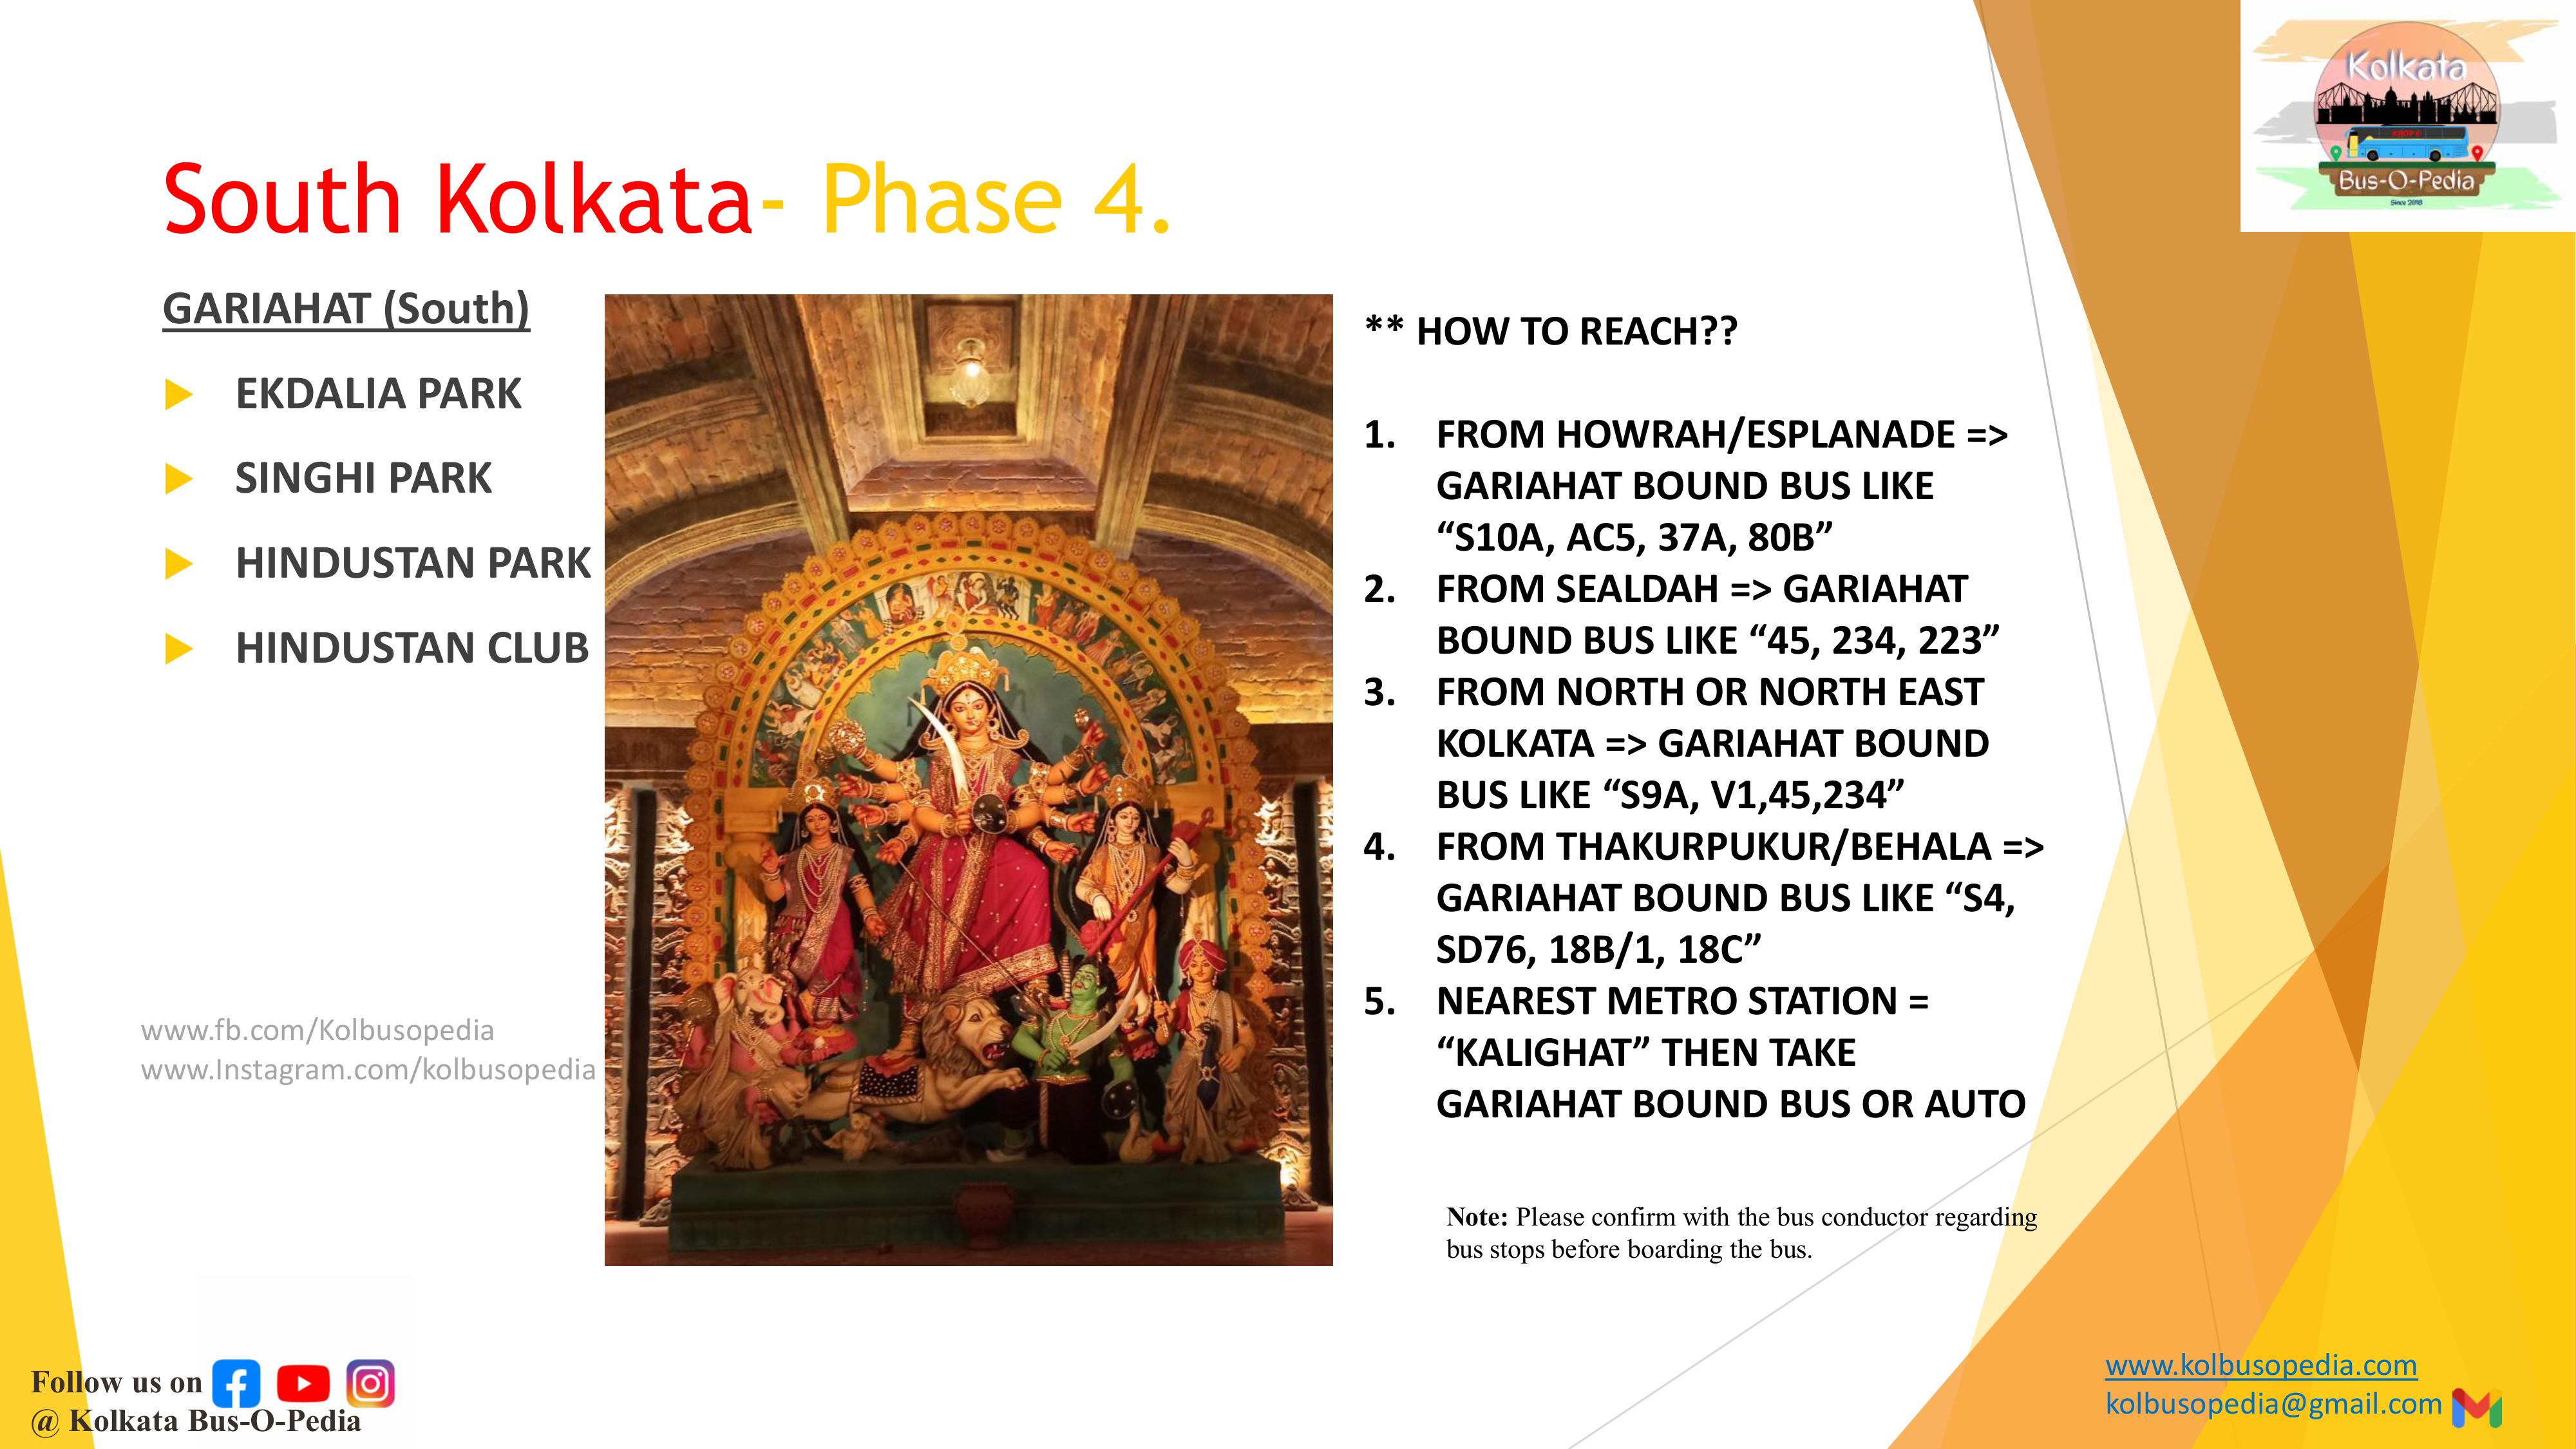 Kolkata
Bus-O-Pedia
Since 2018
South Kolkata- Phase 4.
GARIAHAT (South)
EKDALIA PARK
SINGHI PARK
HINDUSTAN PARK
HINDUSTAN CLUB
www.fb.com/Kolbusopedia
www.Instagram.com/kolbusopedia
** HOW TO REACH??
1. FROM HOWRAH/ESPLANADE =>
GARIAHAT BOUND BUS LIKE
“S10A, AC5, 37A, 80B”
2. FROM SEALDAH => GARIAHAT
BOUND BUS LIKE “45, 234, 223”
3. FROM NORTH OR NORTH EAST
KOLKATA => GARIAHAT BOUND
BUS LIKE “S9A, V1,45,234”
4. FROM THAKURPUKUR/BEHALA =>
GARIAHAT BOUND BUS LIKE “S4,
SD76, 18B/1, 18C”
5. NEAREST METRO STATION =
“KALIGHAT” THEN TAKE
GARIAHAT BOUND BUS OR AUTO
Note: Please confirm with the bus conductor regarding
bus stops before boarding the bus.
Follow us on
@ Kolkata Bus-O-Pedia
www.kolbusopedia.com
kolbusopedia@gmail.com